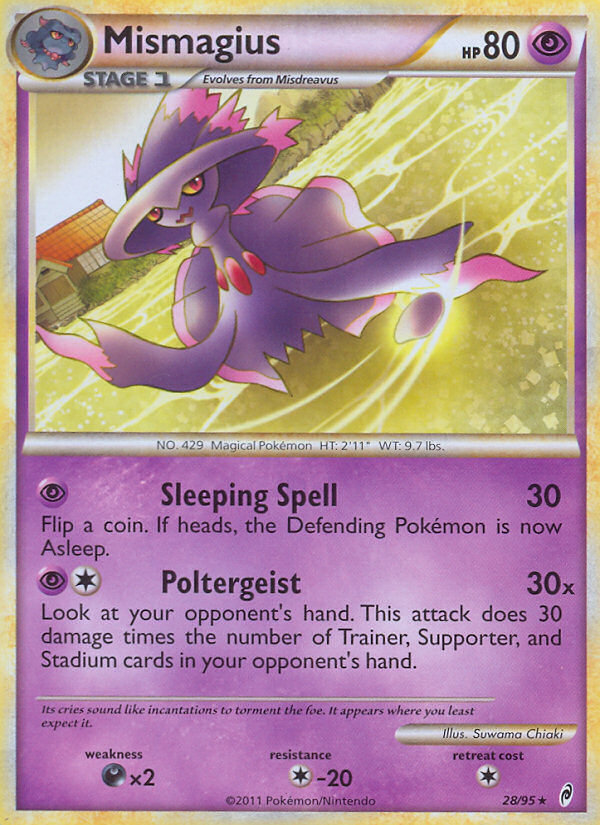 Mismagius
HP 80
STAGE 1
Evolves from Misdreavus
NO. 429 Magical Pokémon HT: 2'11" WT: 9.7 lbs.
Sleeping Spell 30
Flip a coin. If heads, the Defending Pokémon is now
Asleep.
Poltergeist 30x
Look at your opponent's hand. This attack does 30
damage times the number of Trainer, Supporter, and
Stadium cards in your opponent's hand.
Its cries sound like incantations to torment the foe. It appears where you least
expect it.
Illus. Suwama Chiaki
weakness resistance retreat cost
×2 -20
©2011 Pokémon/Nintendo 28/95 ★